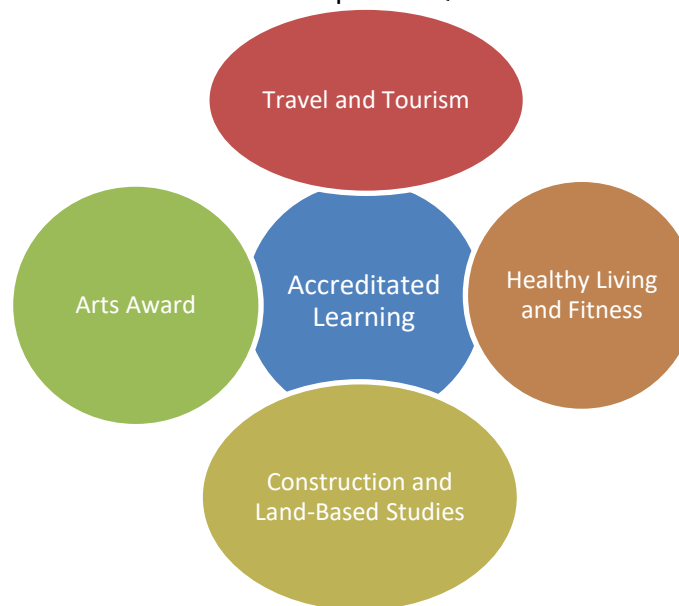 Travel and Tourism
Arts Award
Accreditated
Learning
Healthy Living
and Fitness
Construction and
Land-Based Studies